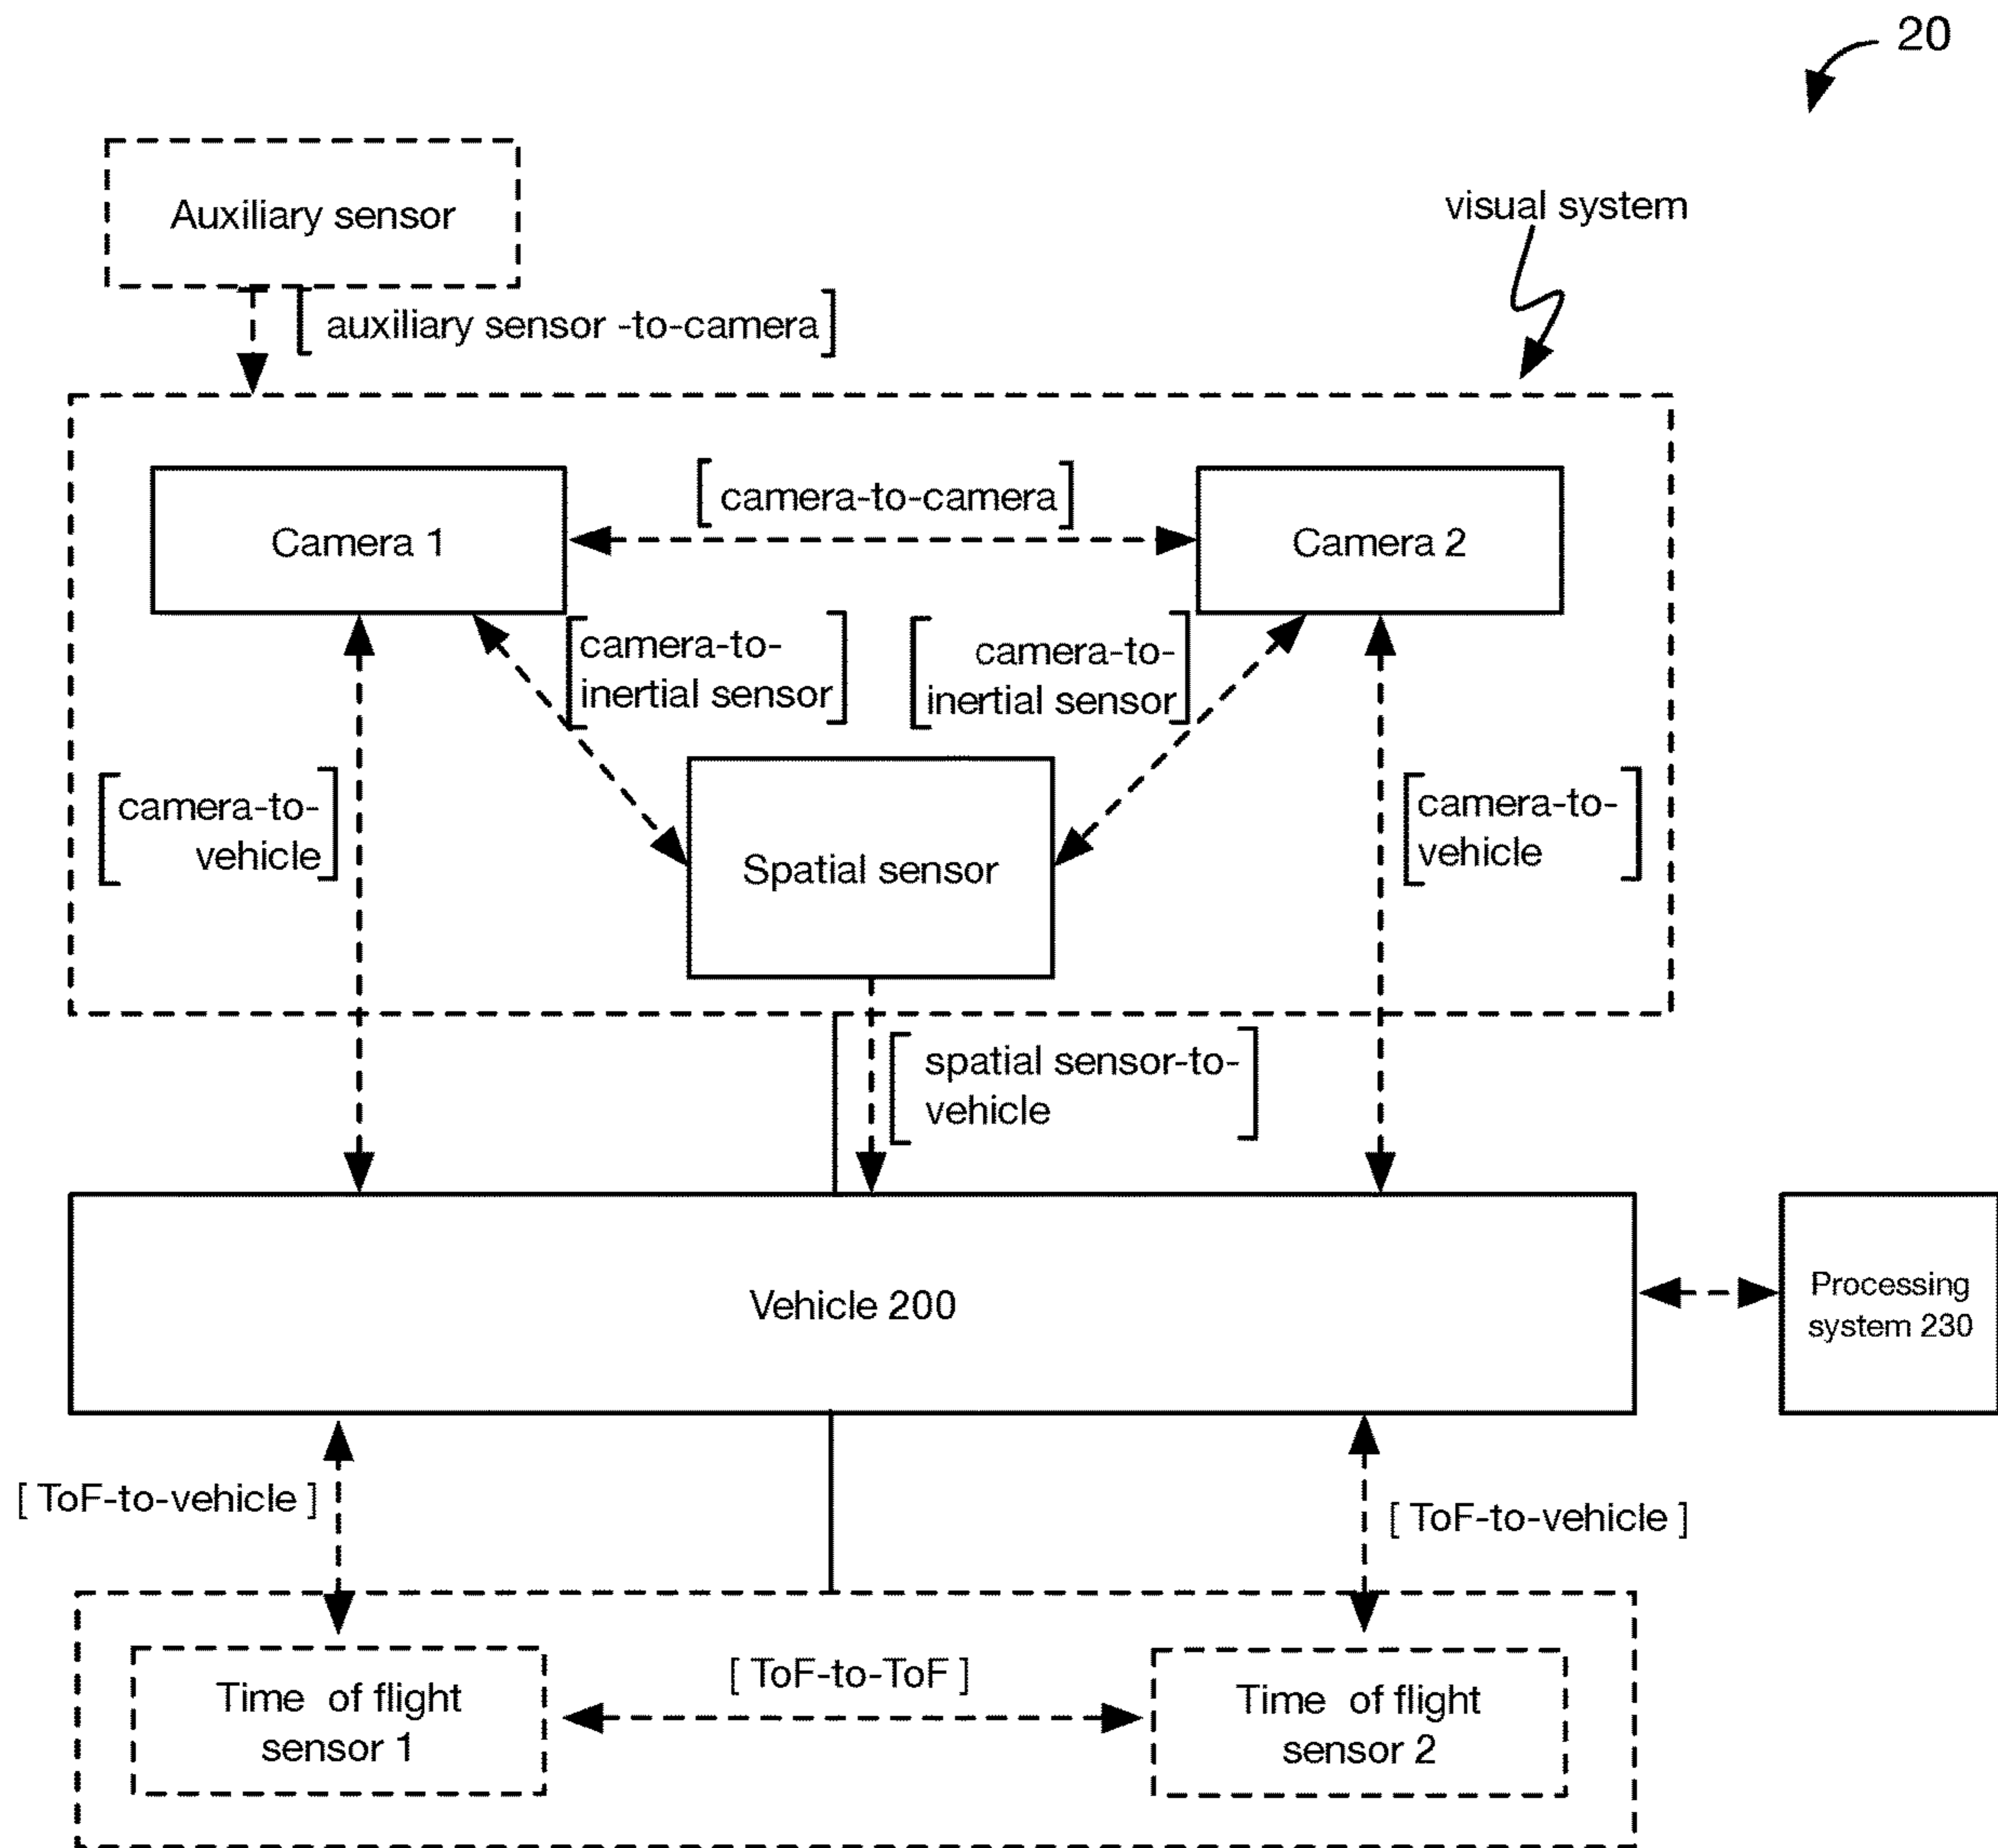 20
Auxiliary sensor
visual system
[ auxiliary sensor -to-camera ]
[ camera-to-camera ]
Camera 1
Camera 2
[ camera-to-
inertial sensor ]
[ camera-to-
inertial sensor ]
[ camera-to-
vehicle ]
Spatial sensor
[ camera-to-
vehicle ]
[ spatial sensor-to-
vehicle ]
Vehicle 200
Processing
system 230
[ ToF-to-vehicle ]
[ ToF-to-vehicle ]
[ ToF-to-ToF ]
Time of flight
sensor 1
Time of flight
sensor 2